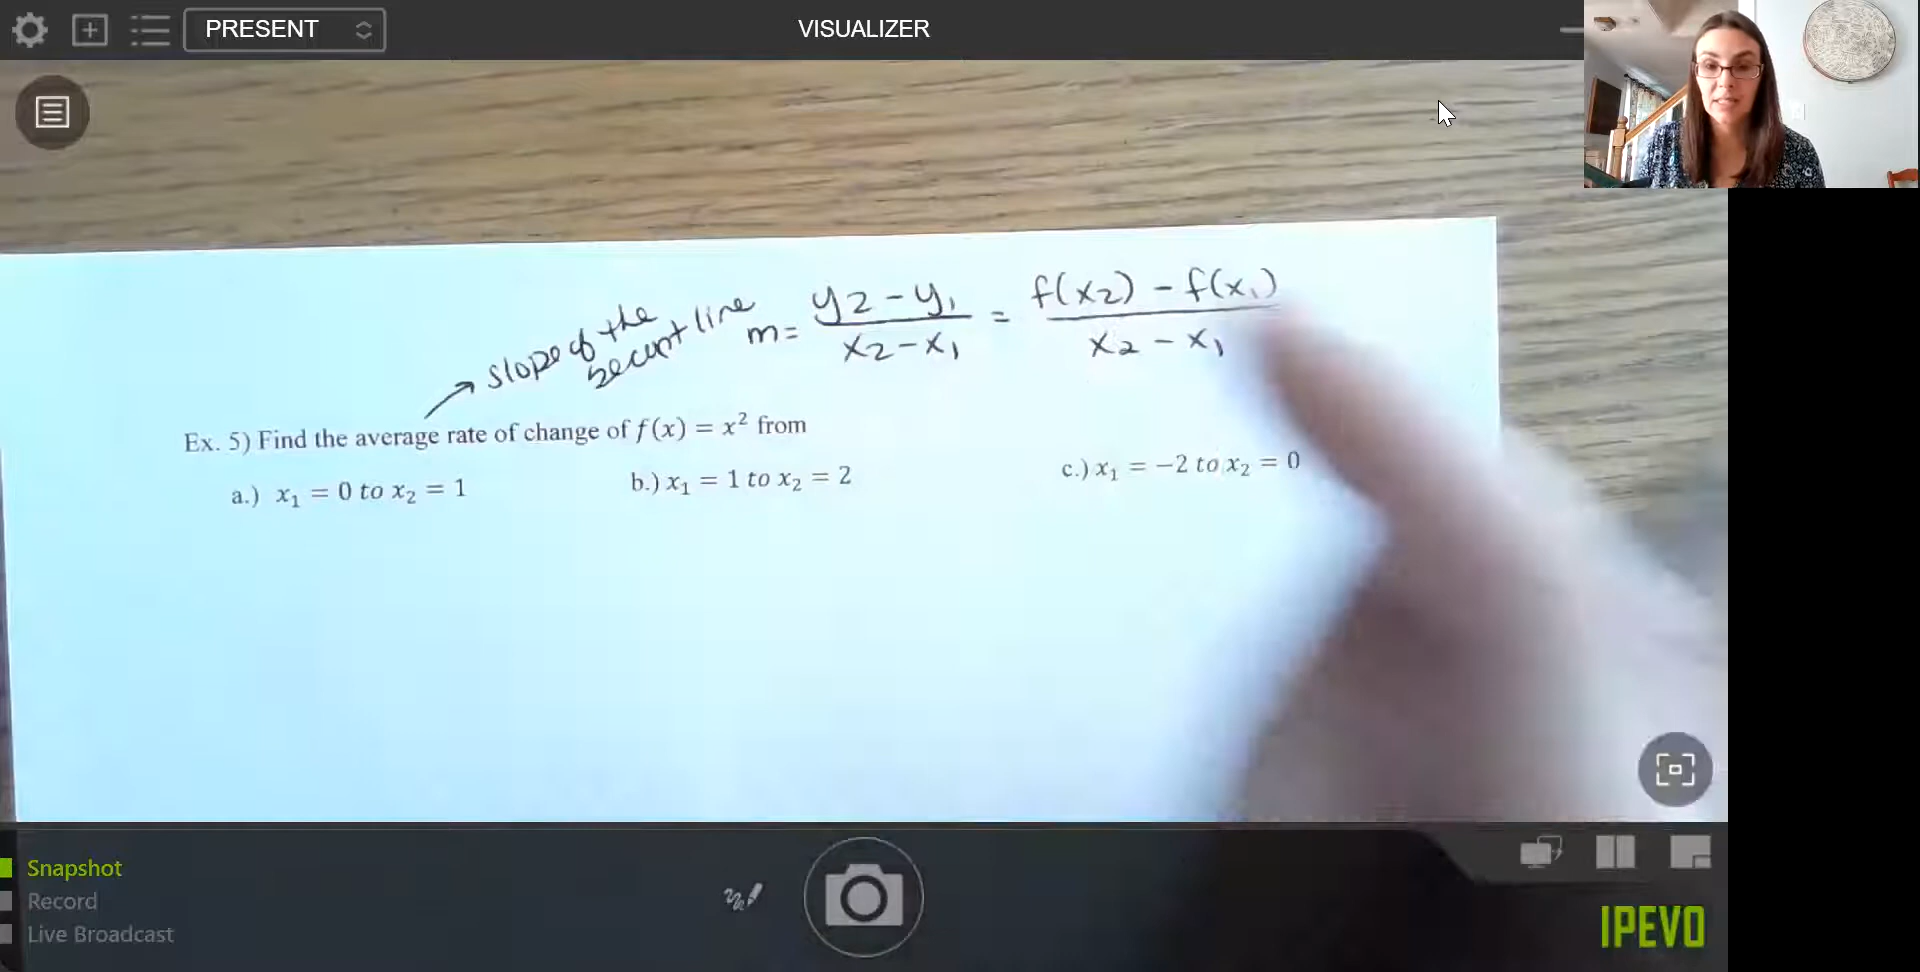 PRESENT
VISUALIZER
slope of the
secant line
m = y2 - y1 / x2 - x1 = f(x2) - f(x1) / x2 - x1
Ex. 5) Find the average rate of change of f(x) = x² from
a.) x₁ = 0 to x₂ = 1
b.) x₁ = 1 to x₂ = 2
c.) x₁ = −2 to x₂ = 0
Snapshot
Record
Live Broadcast
IPEVO